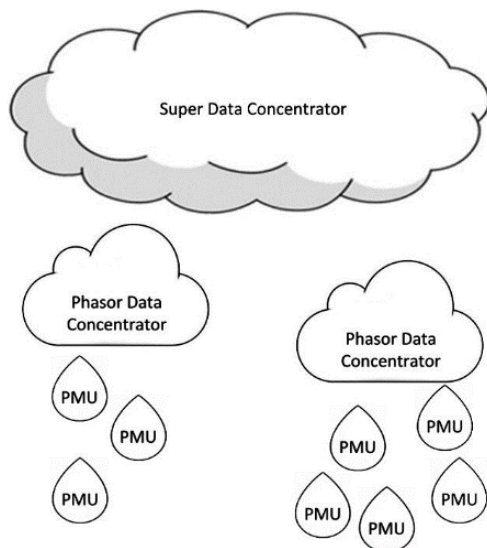 Super Data Concentrator
Phasor Data
Concentrator
PMU
PMU
PMU
Phasor Data
Concentrator
PMU
PMU
PMU
PMU
PMU